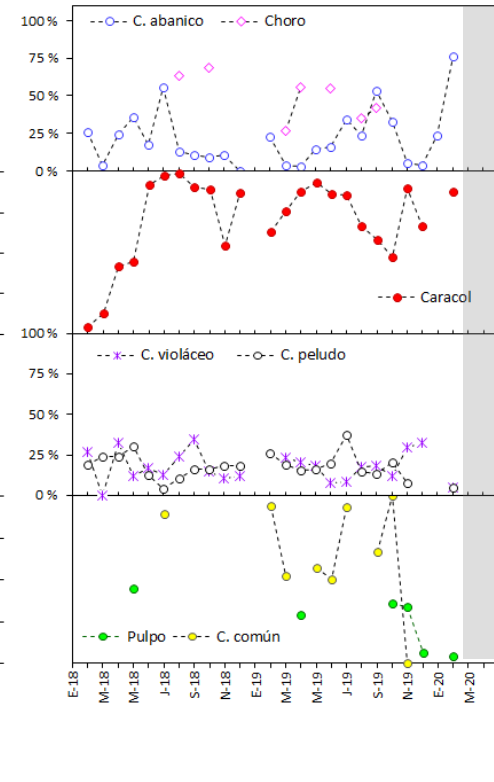 100 %
C. abanico
Choro
75 %
50 %
25 %
0 %
Caracol
100 %
C. violáceo
C. peludo
75 %
50 %
25 %
0 %
Pulpo
C. común
E-18
M-18
M-18
J-18
S-18
N-18
E-19
M-19
M-19
J-19
S-19
N-19
E-20
M-20